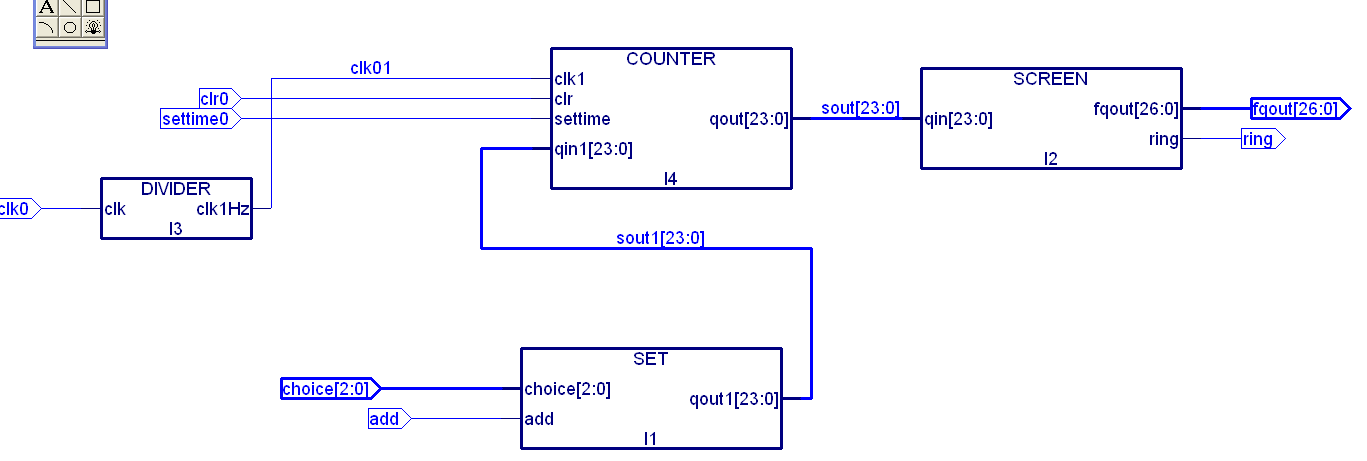 A
COUNTER
clk01
clk1
clr0
clr
settime0
settime
qout[23:0]
qin1[23:0]
I4
sout[23:0]
SCREEN
qin[23:0]
fqout[26:0]
ring
I2
fqout[26:0]
ring
DIVIDER
clk0
clk
clk1Hz
I3
sout1[23:0]
SET
choice[2:0]
choice[2:0]
qout1[23:0]
add
add
I1